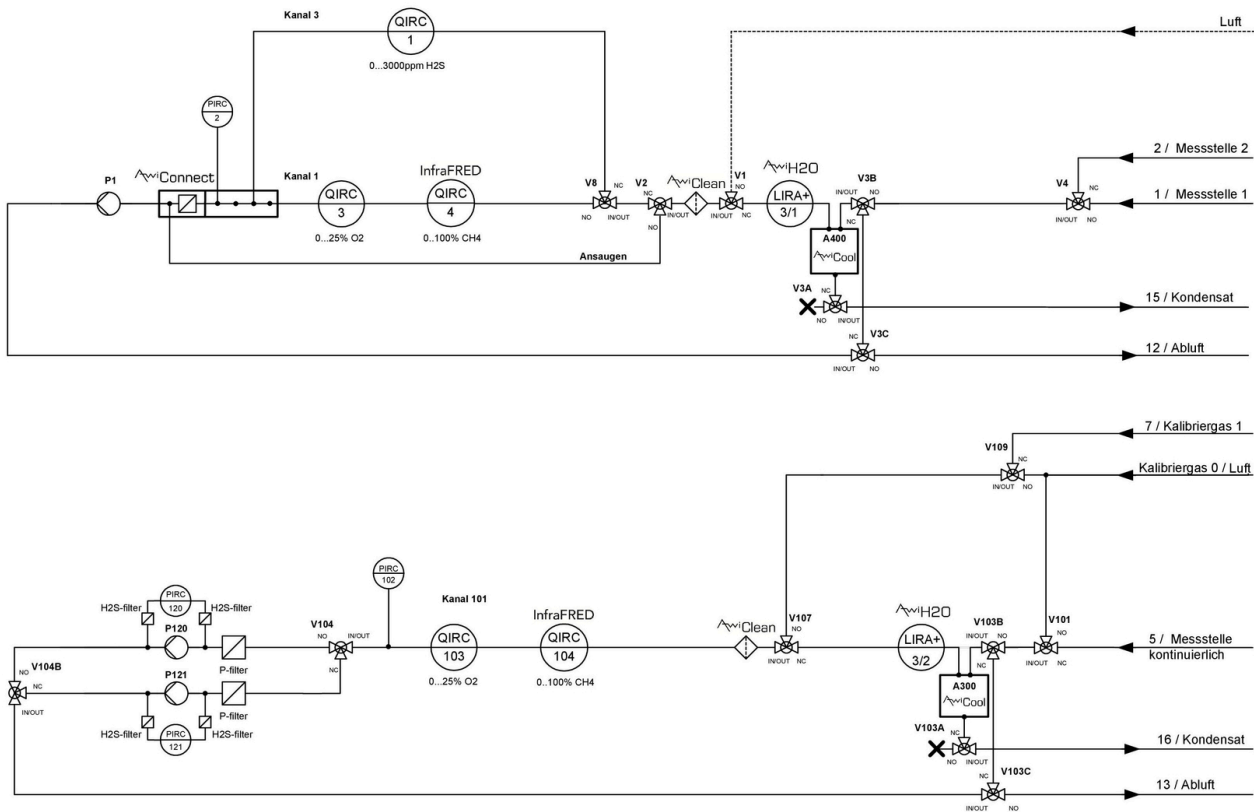 Kanal 3
QIRC
1
0...3000ppm H2S
Luft
PIRC
2
2 / Messstelle 2
P1
AwiConnect
Kanal 1
QIRC
3
0...25% O2
InfraFRED
QIRC
4
0..100% CH4
V8
NC
NO
IN/OUT
V2
NC
IN/OUT
NO
AwiClean
V1
NO
IN/OUT
NC
AwiH2O
LIRA+
3/1
V3B
IN/OUT
NO
NC
V4
NC
IN/OUT
NO
1 / Messstelle 1
A400
AwiCool
Ansaugen
V3A
NC
NO
IN/OUT
15 / Kondensat
V3C
NC
IN/OUT
NO
12 / Abluft
7 / Kalibriergas 1
V109
NC
IN/OUT
NO
Kalibriergas 0 / Luft
PIRC
102
Kanal 101
H2S-filter
PIRC
120
H2S-filter
P120
P-filter
V104
NO
IN/OUT
NC
QIRC
103
0...25% O2
InfraFRED
QIRC
104
0..100% CH4
AwiClean
V107
NO
IN/OUT
NC
AwiH2O
LIRA+
3/2
V103B
IN/OUT
NO
NC
V101
NO
IN/OUT
NC
5 / Messstelle
kontinuierlich
V104B
NO
NC
IN/OUT
P121
P-filter
H2S-filter
PIRC
121
H2S-filter
A300
AwiCool
V103A
NC
NO
IN/OUT
16 / Kondensat
V103C
NC
IN/OUT
NO
13 / Abluft